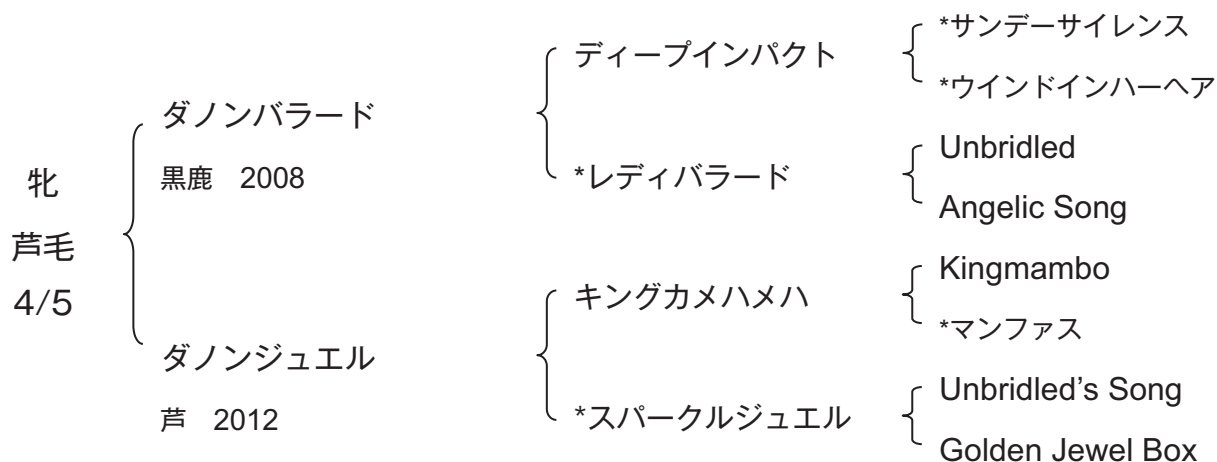 牝
芦毛
4/5
ダノンバラード
黒鹿　2008
ダノンジュエル
芦　2012
ディープインパクト
*レディバラード
キングカメハメハ
*スパークルジュエル
*サンデーサイレンス
*ウインドインハーヘア
Unbridled
Angelic Song
Kingmambo
*マンファス
Unbridled’s Song
Golden Jewel Box